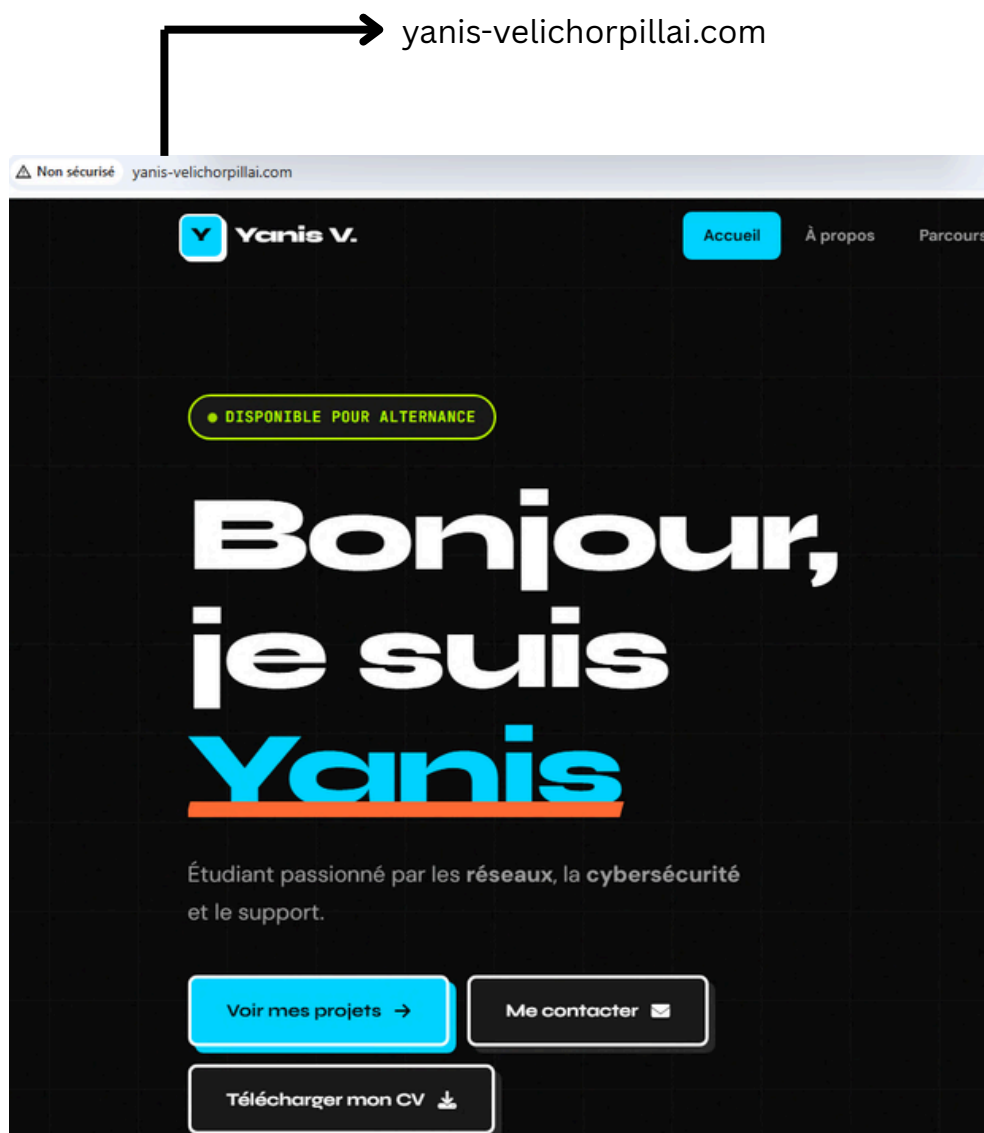 yanis-velichorpillai.com
Non sécurisé yanis-velichorpillai.com
Y Yanis V. Accueil À propos Parcours
DISPONIBLE POUR ALTERNANCE
Bonjour,
je suis
Yanis
Étudiant passionné par les réseaux, la cybersécurité
et le support.
Voir mes projets → Me contacter
Télécharger mon CV